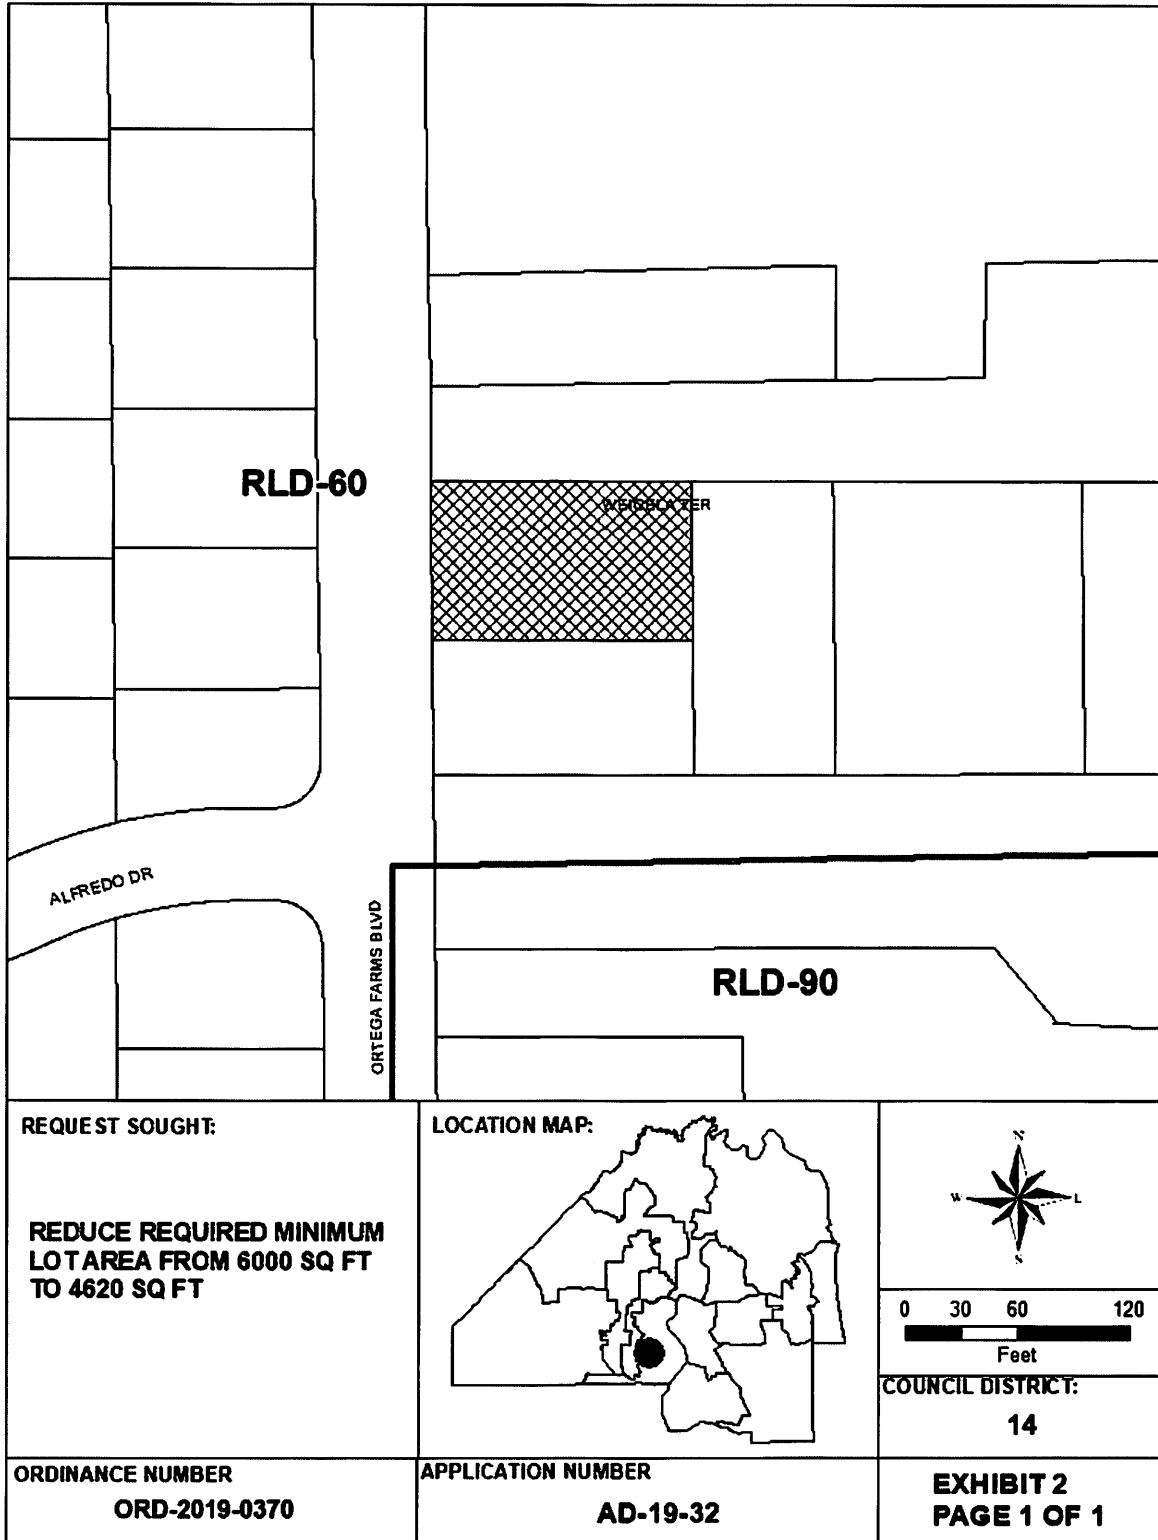 RLD-60
WEIGELA TER
ALFREDO DR
ORTEGA FARMS BLVD
RLD-90
REQUEST SOUGHT:
REDUCE REQUIRED MINIMUM
LOT AREA FROM 6000 SQ FT
TO 4620 SQ FT
LOCATION MAP:
N
W
L
S
0 30 60 120
Feet
COUNCIL DISTRICT:
14
ORDINANCE NUMBER
ORD-2019-0370
APPLICATION NUMBER
AD-19-32
EXHIBIT 2
PAGE 1 OF 1